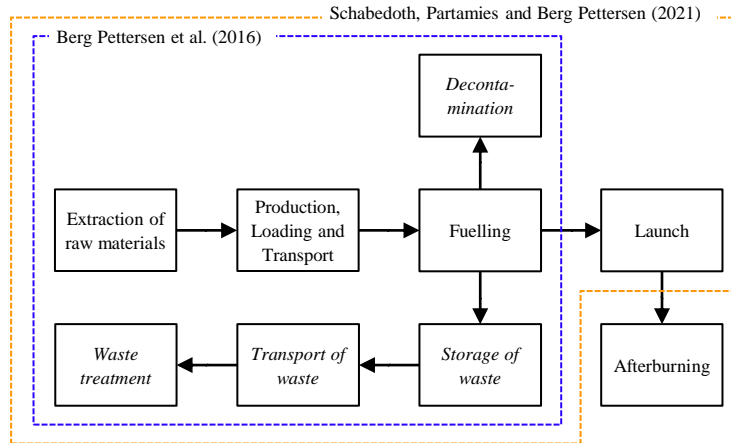 Schabedoth, Partamies and Berg Pettersen (2021)
Berg Pettersen et al. (2016)
Deconta-
mination
Extraction of
raw materials
Production,
Loading and
Transport
Fuelling
Launch
Waste
treatment
Transport of
waste
Storage of
waste
Afterburning